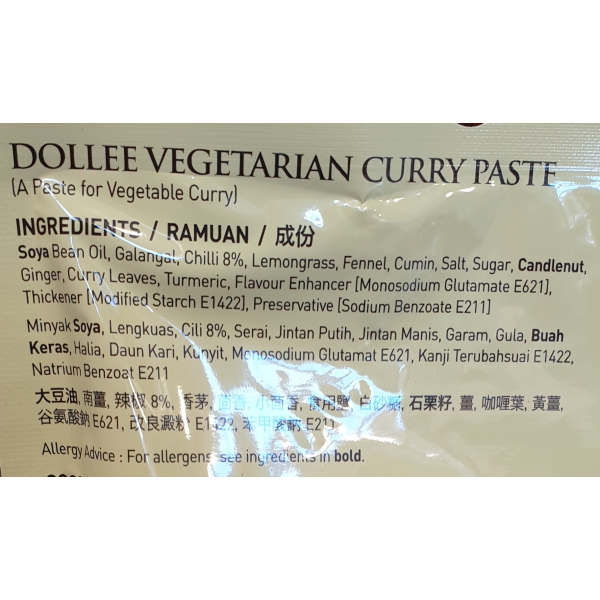 DOLLEE VEGETARIAN CURRY PASTE
(A Paste for Vegetable Curry)
INGREDIENTS / RAMUAN / 成份
Soya Bean Oil, Galangal, Chilli 8%, Lemongrass, Fennel, Cumin, Salt, Sugar, Candlenut,
Ginger, Curry Leaves, Turmeric, Flavour Enhancer [Monosodium Glutamate E621],
Thickener [Modified Starch E1422], Preservative [Sodium Benzoate E211]
Minyak Soya, Lengkuas, Cili 8%, Serai, Jintan Putih, Jintan Manis, Garam, Gula, Buah
Keras, Halia, Daun Kari, Kunyit, Monosodium Glutamat E621, Kanji Terubahsuai E1422,
Natrium Benzoat E211
大豆油, 南薑, 辣椒 8%, 香茅, 茴香, 小茴香, 食用鹽, 白砂糖, 石栗籽, 薑, 咖喱葉, 黃薑,
谷氨酸鈉 E621, 改良澱粉 E1422, 苯甲酸鈉 E211
Allergy Advice : For allergens, see ingredients in bold.